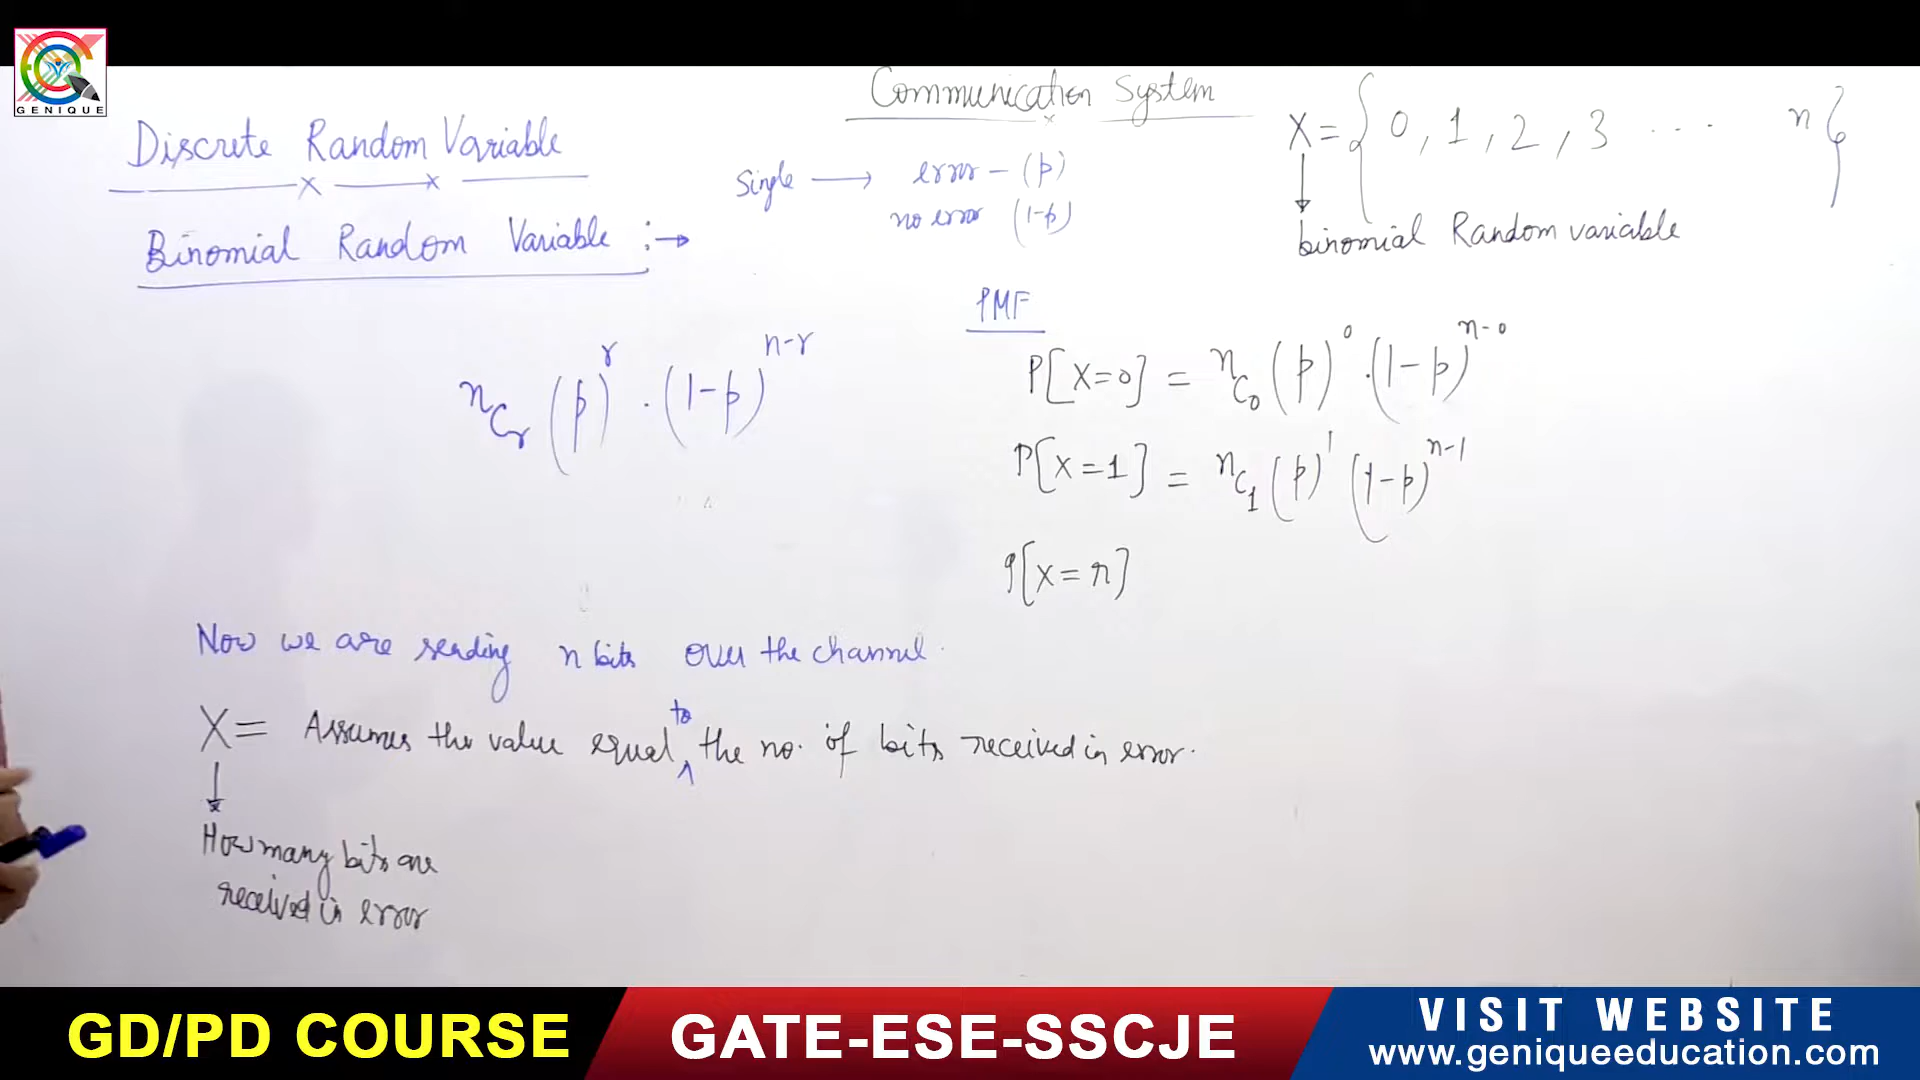 GENIQUE
Communication System
Discrete Random Variable
Binomial Random Variable :→
Single → error - (p)
no error (1-p)
X = { 0, 1, 2, 3 ... n }
binomial Random variable
nCr (p)^r . (1-p)^n-r
PMF
P[X=0] = nC0 (p)^0 . (1-p)^n-0
P[X=1] = nC1 (p)^1 (1-p)^n-1
P[X=n]
Now we are sending n bits over the channel.
X = Assumes the value equal to the no. of bits received in error.
How many bits are
received in error
GD/PD COURSE
GATE-ESE-SSCJE
VISIT WEBSITE
www.geniqueeducation.com